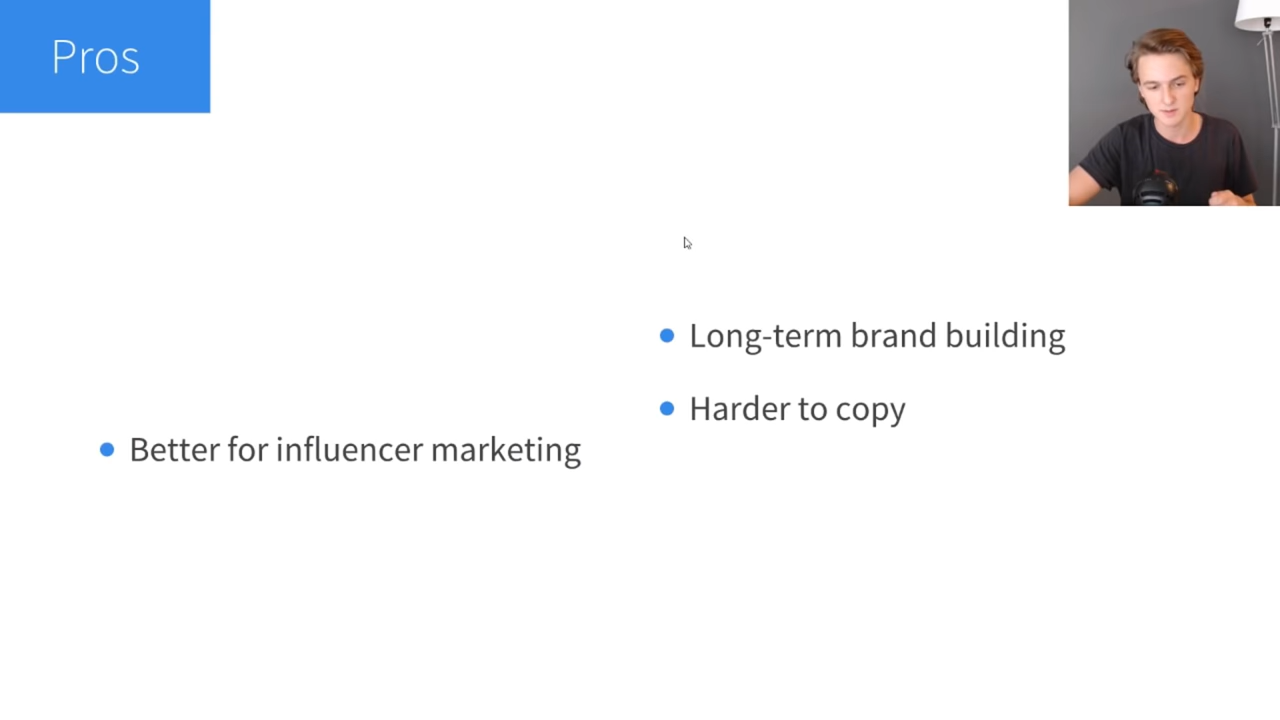 Pros
Long-term brand building
Harder to copy
Better for influencer marketing